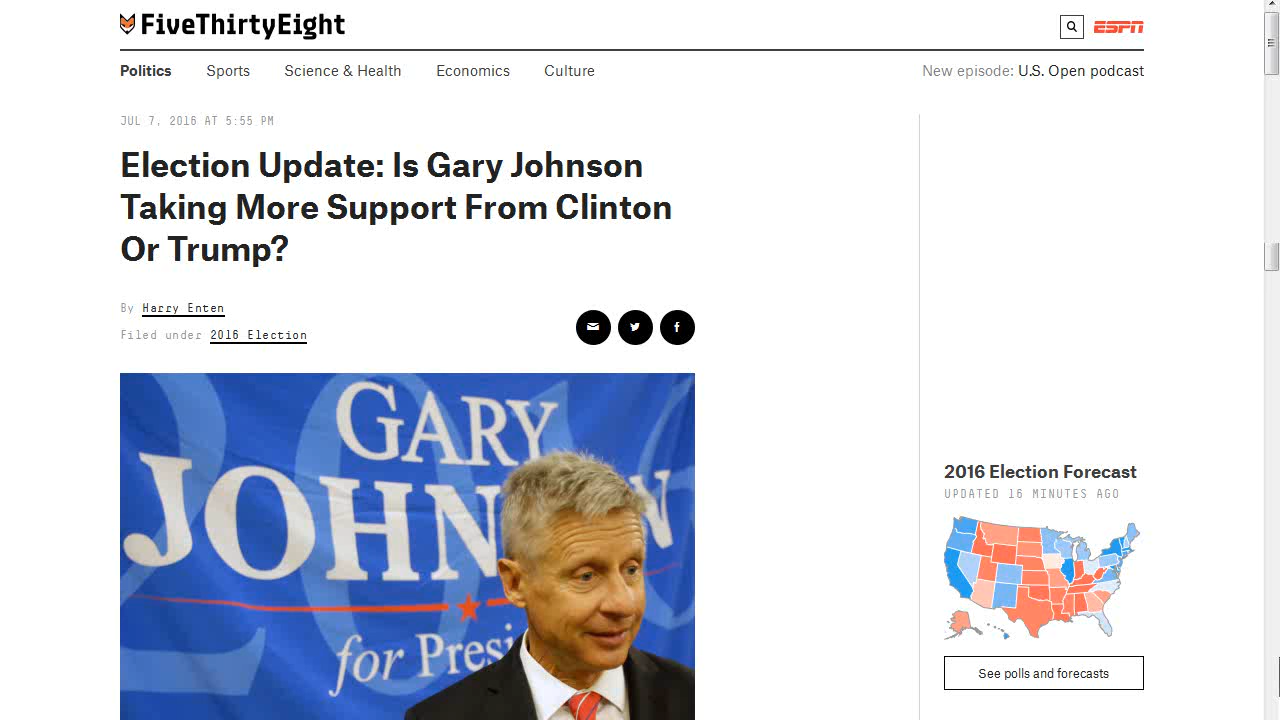 FiveThirtyEight
ESPN
Politics Sports Science & Health Economics Culture New episode: U.S. Open podcast
JUL 7, 2016 AT 5:55 PM
Election Update: Is Gary Johnson
Taking More Support From Clinton
Or Trump?
By Harry Enten
Filed under 2016 Election
GARY
JOHN N
for Presi
2016 Election Forecast
UPDATED 16 MINUTES AGO
See polls and forecasts